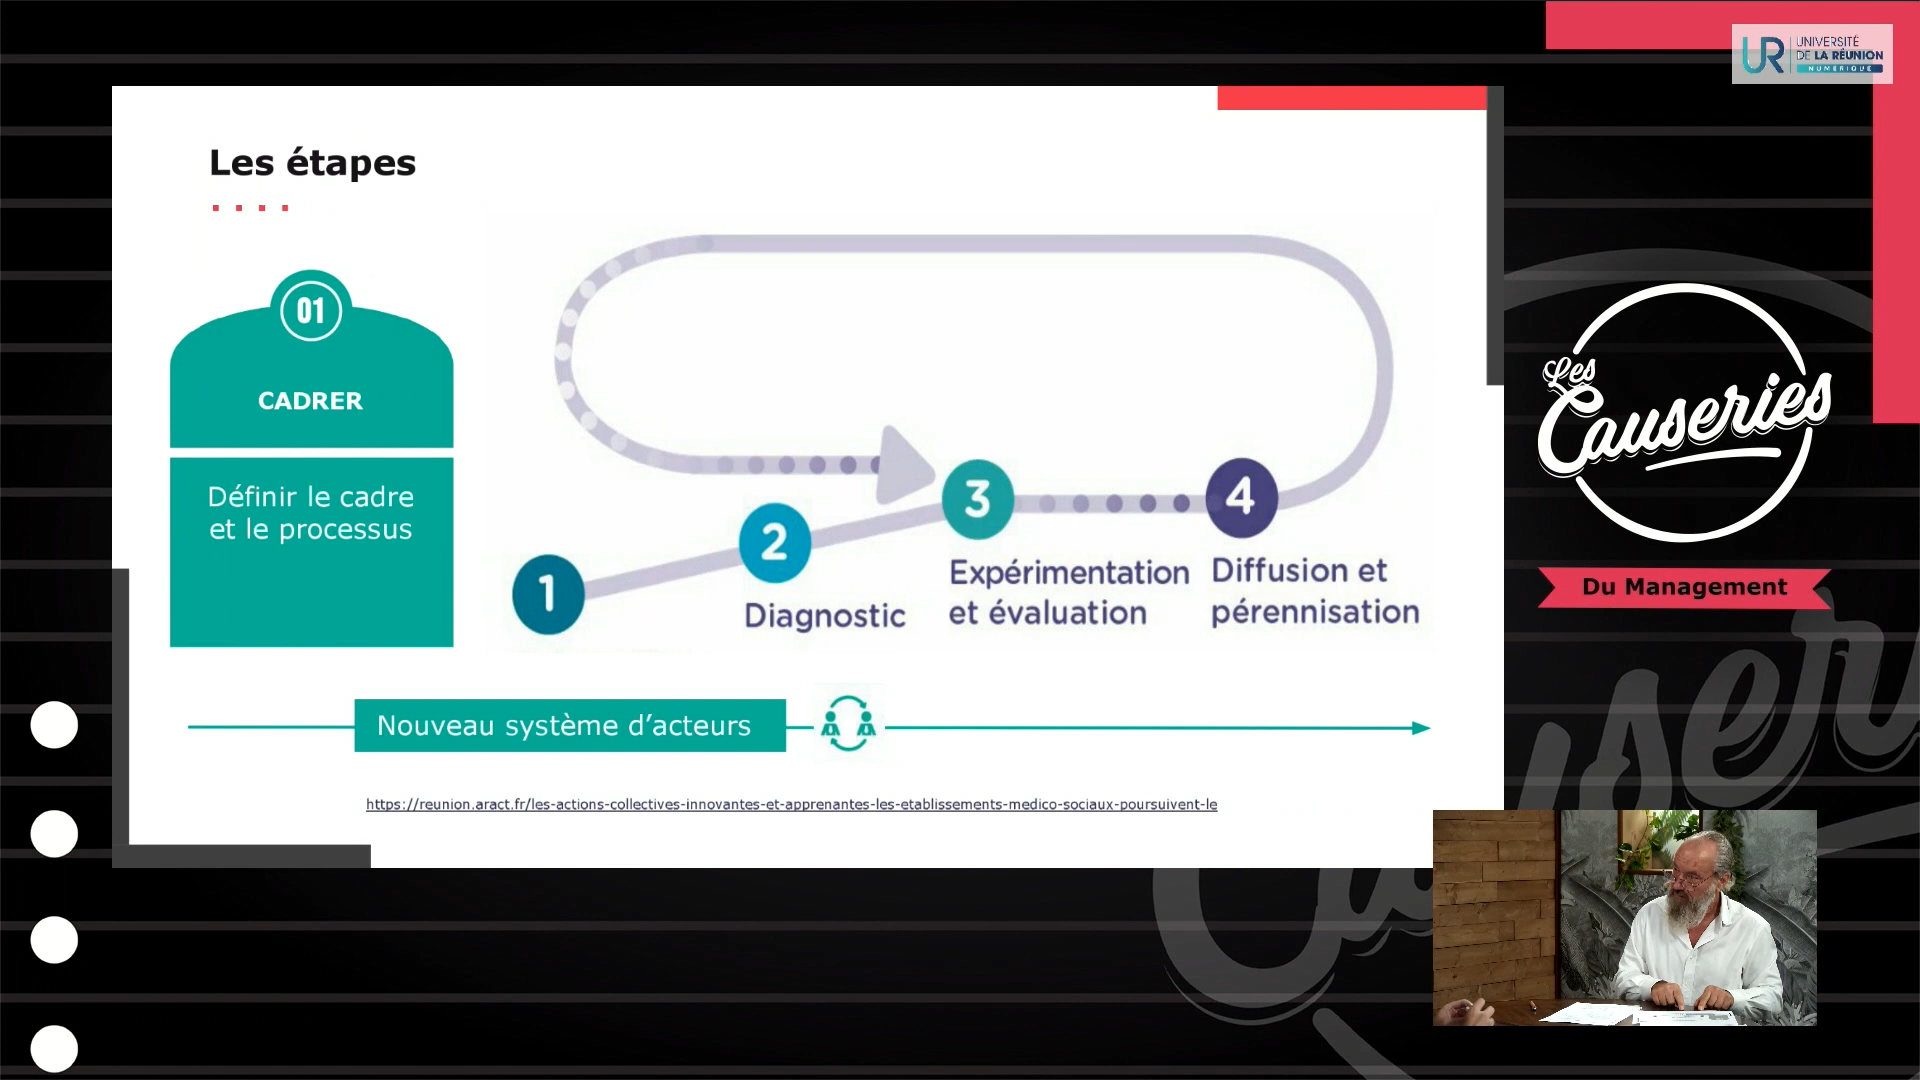 UR
UNIVERSITÉ
DE LA RÉUNION
NUMÉRIQUE
Les étapes
01
CADRER
Définir le cadre
et le processus
1
2
Diagnostic
3
Expérimentation
et évaluation
4
Diffusion et
pérennisation
Nouveau système d’acteurs
https://reunion.aract.fr/les-actions-collectives-innovantes-et-apprenantes-les-etablissements-medico-sociaux-poursuivent-le
Les
Causeries
Du Management